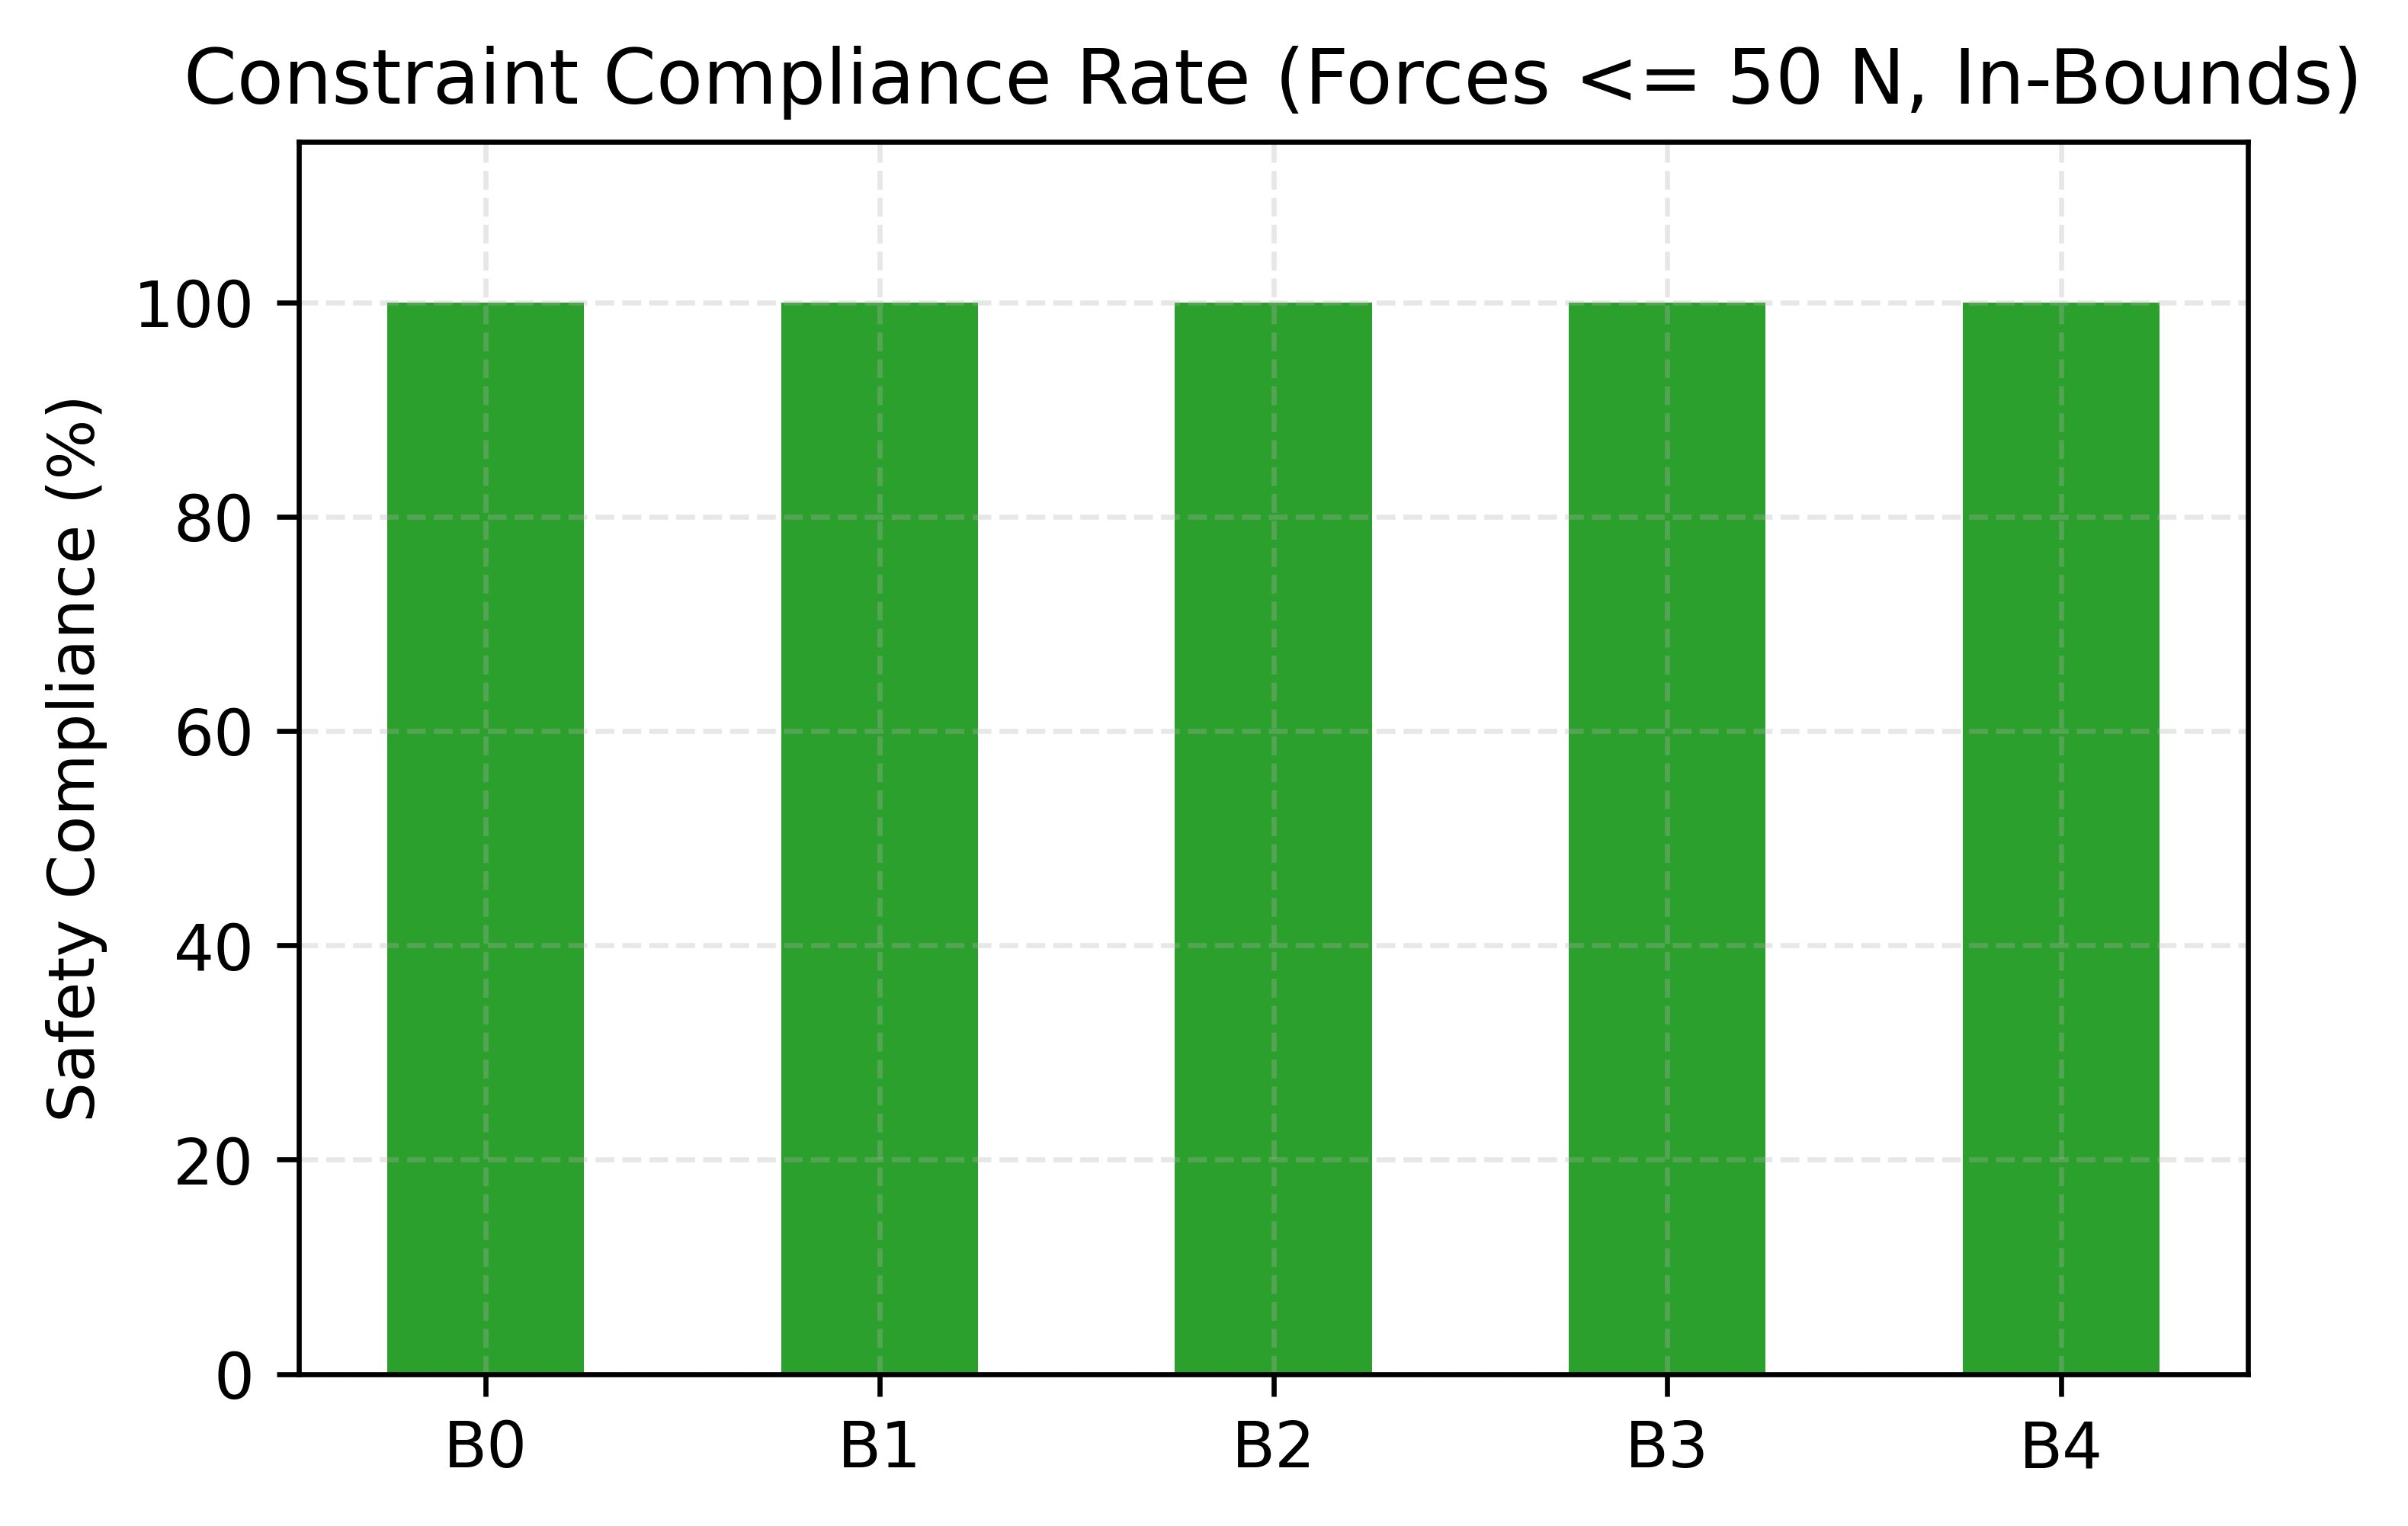 Constraint Compliance Rate (Forces <= 50 N, In-Bounds)
Safety Compliance (%)
100
80
60
40
20
0
B0 B1 B2 B3 B4